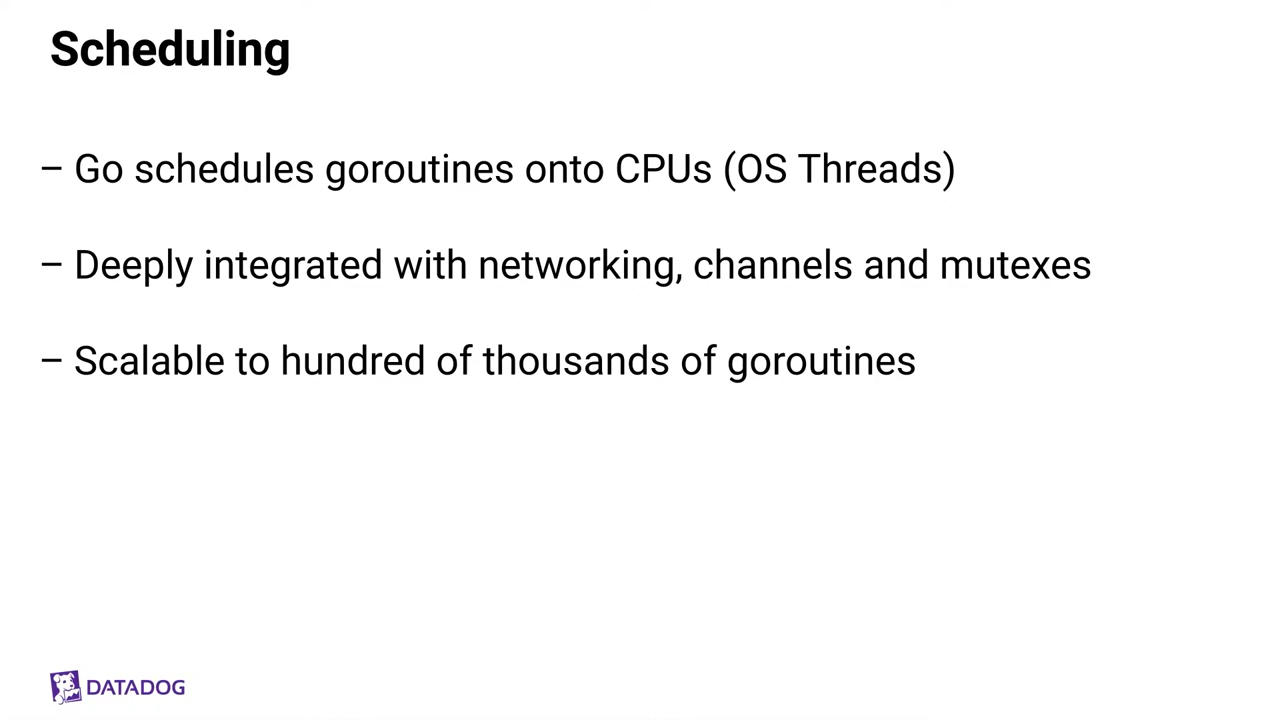 Scheduling
– Go schedules goroutines onto CPUs (OS Threads)
– Deeply integrated with networking, channels and mutexes
– Scalable to hundred of thousands of goroutines
DATADOG